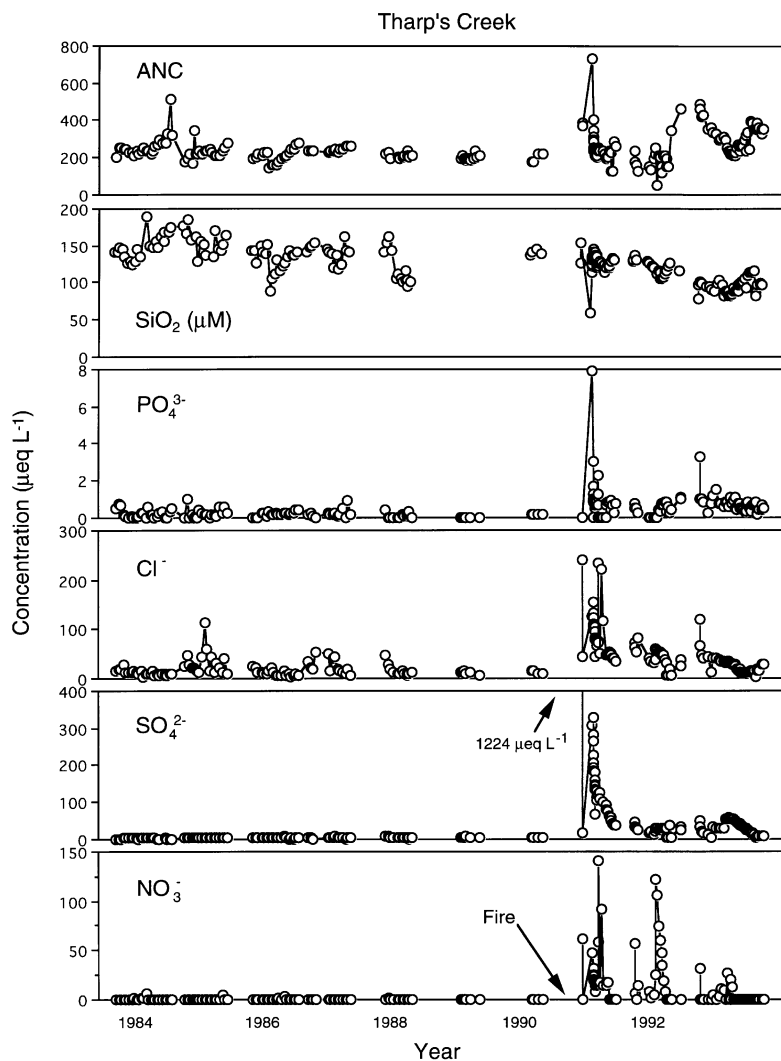 Tharp's Creek
Concentration (µeq L⁻¹)
800
600
400
200
0
ANC
200
150
100
50
0
SiO₂ (µM)
8
6
4
2
0
PO₄³⁻
300
200
100
0
Cl⁻
400
300
200
100
0
SO₄²⁻
1224 µeq L⁻¹
150
100
50
0
NO₃⁻
Fire
1984 1986 1988 1990 1992
Year